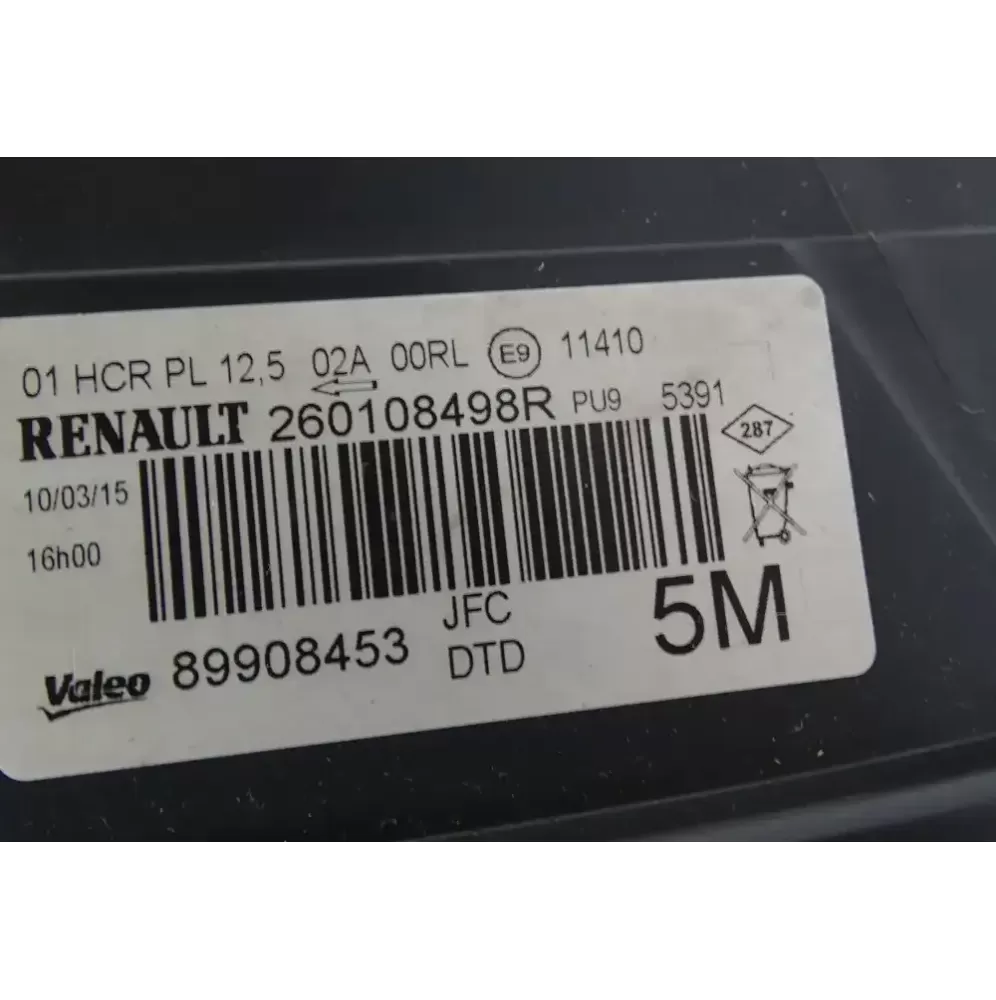 01 HCR PL 12,5 02A 00RL E9 11410
RENAULT 260108498R PU9 5391
287
10/03/15
16h00
JFC
5M
Valeo 89908453
DTD